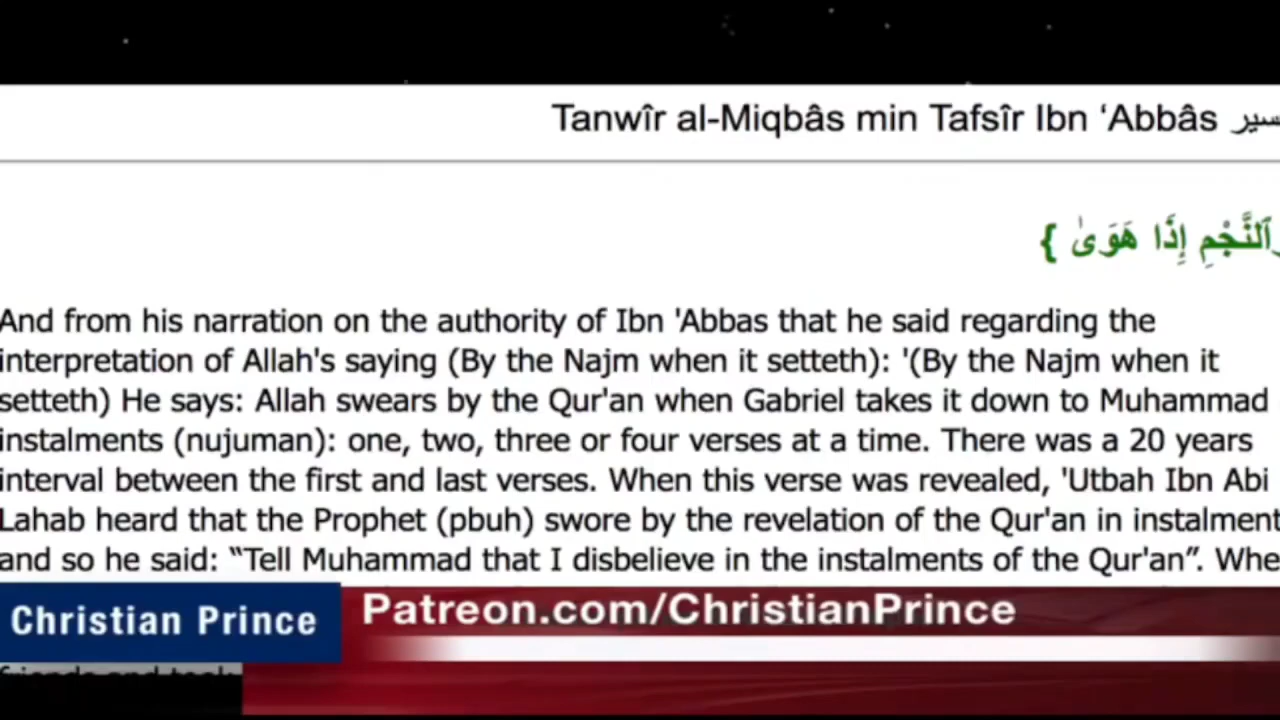 Tanwîr al-Miqbâs min Tafsîr Ibn ‘Abbâs
ٱلنَّجْمِ إِذَا هَوَىٰ }
And from his narration on the authority of Ibn 'Abbas that he said regarding the
interpretation of Allah's saying (By the Najm when it setteth): '(By the Najm when it
setteth) He says: Allah swears by the Qur'an when Gabriel takes it down to Muhammad
instalments (nujuman): one, two, three or four verses at a time. There was a 20 years
interval between the first and last verses. When this verse was revealed, 'Utbah Ibn Abi
Lahab heard that the Prophet (pbuh) swore by the revelation of the Qur'an in instalment
and so he said: “Tell Muhammad that I disbelieve in the instalments of the Qur'an”. Whe
Christian Prince
Patreon.com/ChristianPrince